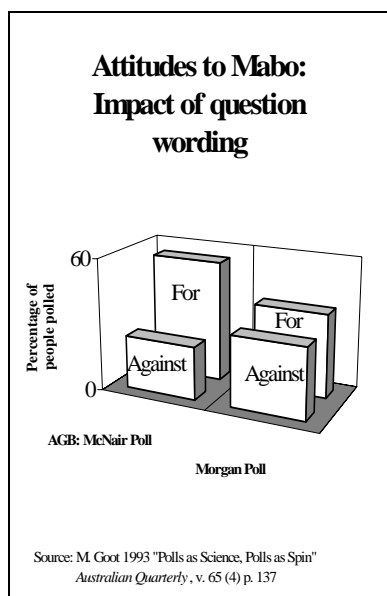 Attitudes to Mabo:
Impact of question
wording
60
For
For
Percentage of
people polled
Against
Against
0
AGB: McNair Poll
Morgan Poll
Source: M. Goot 1993 "Polls as Science, Polls as Spin"
Australian Quarterly, v. 65 (4) p. 137